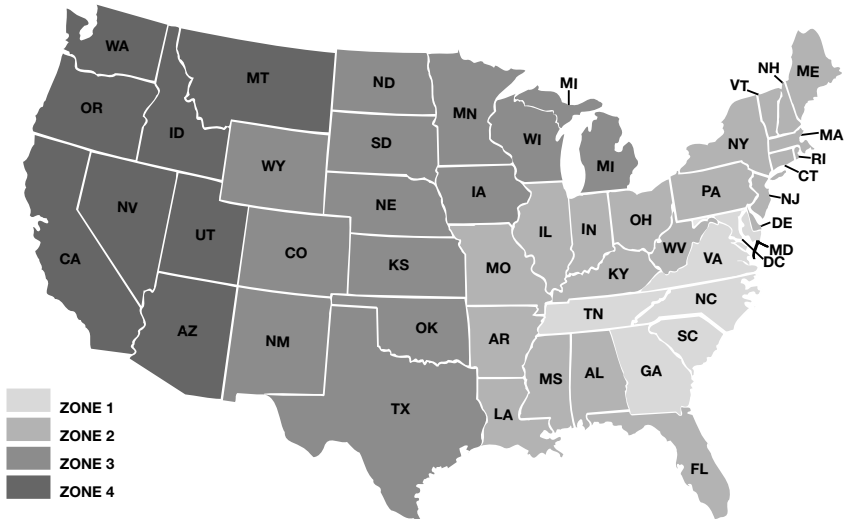 WA
MT
ND
MN
MI
VT
NH
ME
OR
ID
SD
WI
MI
NY
MA
RI
CT
WY
IA
PA
NJ
NV
UT
NE
IL
IN
OH
DE
MD
DC
CA
CO
KS
MO
KY
WV
VA
AZ
NM
OK
AR
TN
NC
SC
TX
LA
MS
AL
GA
FL
ZONE 1
ZONE 2
ZONE 3
ZONE 4